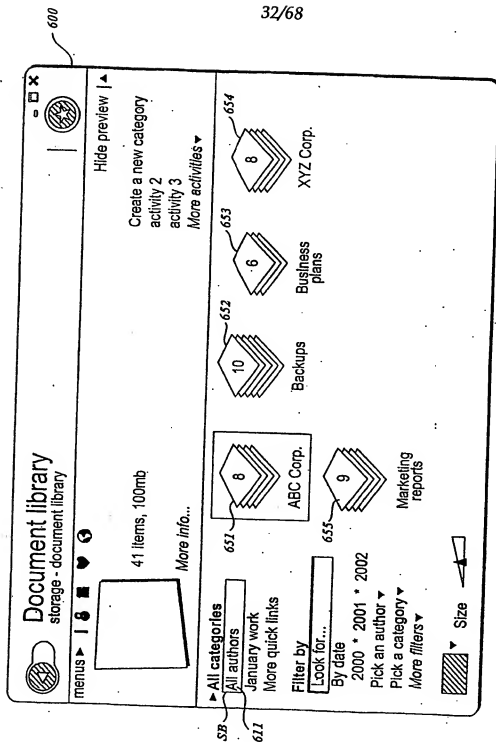 32/68
600
Document library
storage - document library
menus
Hide preview
41 items, 100mb
More info...
Create a new category
activity 2
activity 3
More activities
All categories
All authors
January work
More quick links
SB
611
Filter by
Look for...
By date
2000 * 2001 * 2002
Pick an author
Pick a category
More filters
Size
651
8
ABC Corp.
652
10
Backups
653
6
Business
plans
654
8
XYZ Corp.
655
9
Marketing
reports